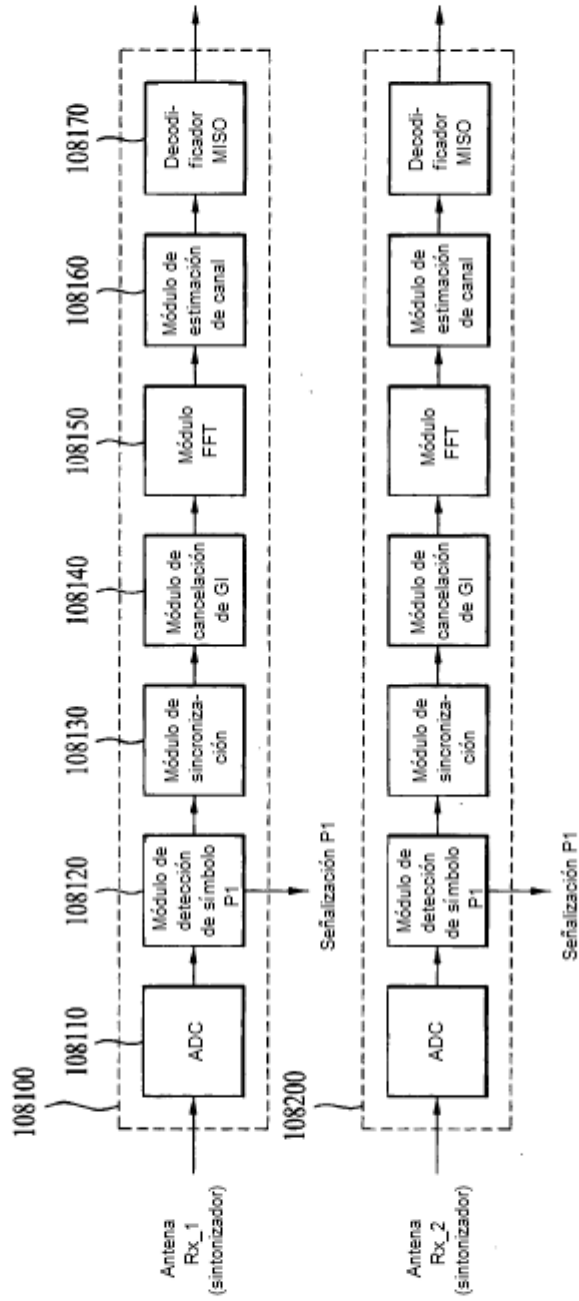 108100
108110
108120
108130
108140
108150
108160
108170
Antena
Rx_1
(sintonizador)
ADC
Módulo de
detección
de símbolo
P1
Módulo de
sincroniza-
ción
Módulo de
cancelación
de GI
Módulo
FFT
Módulo de
estimación
de canal
Decodi-
ficador
MISO
Señalización P1
108200
Antena
Rx_2
(sintonizador)
ADC
Módulo de
detección
de símbolo
P1
Módulo de
sincroniza-
ción
Módulo de
cancelación
de GI
Módulo
FFT
Módulo de
estimación
de canal
Decodi-
ficador
MISO
Señalización P1